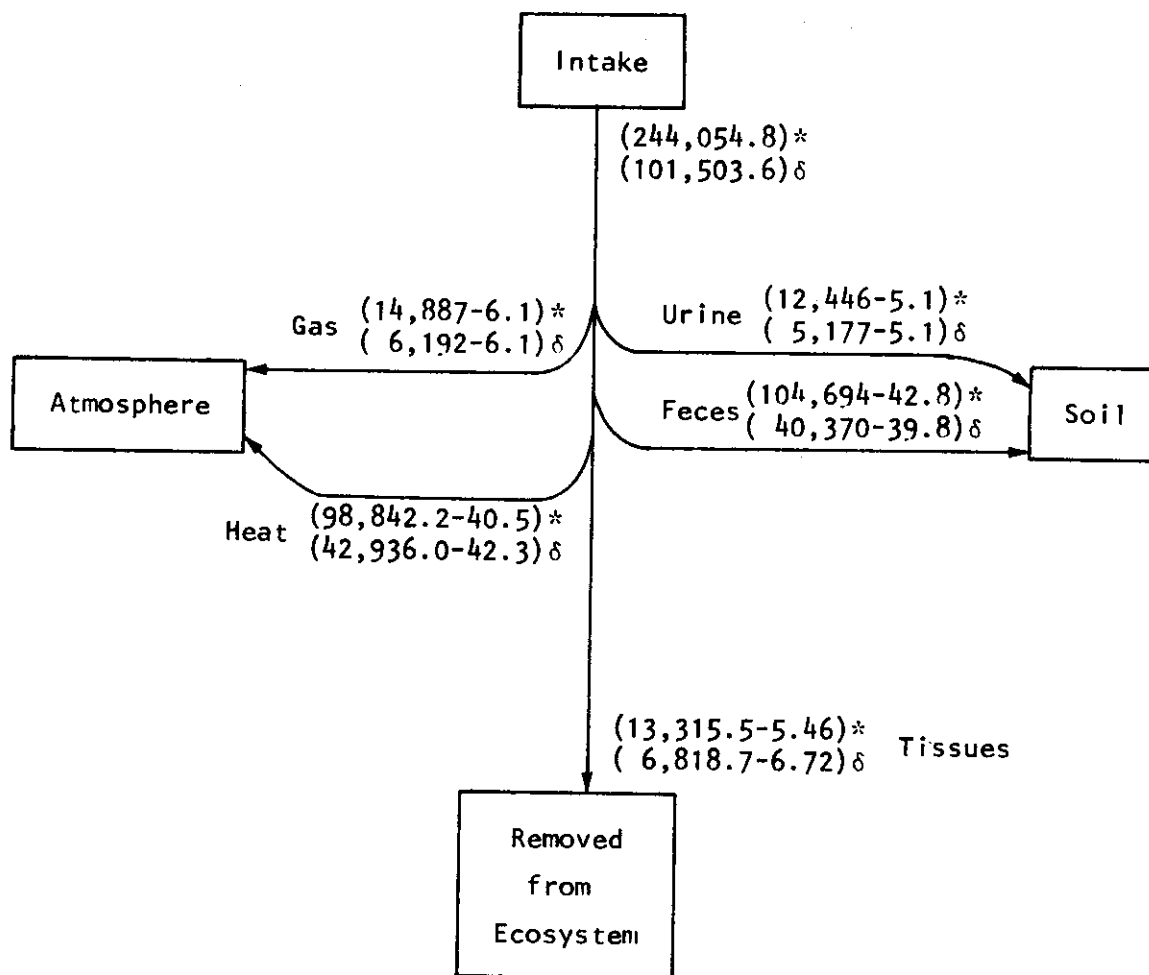 Intake
(244,054.8)*
(101,503.6)δ
Gas (14,887-6.1)*
( 6,192-6.1)δ
Urine (12,446-5.1)*
( 5,177-5.1)δ
Atmosphere
Feces (104,694-42.8)*
( 40,370-39.8)δ
Soil
Heat (98,842.2-40.5)*
(42,936.0-42.3)δ
(13,315.5-5.46)* Tissues
( 6,818.7-6.72)δ
Removed
from
Ecosystem